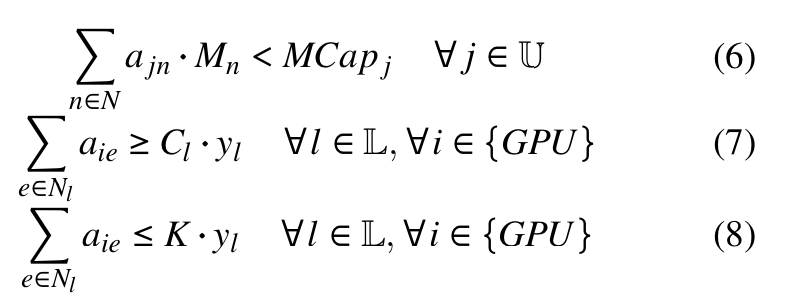 ∑_{n∈N} a_{jn} · M_n < MCap_j ∀j ∈ 𝕌 (6)
∑_{e∈N_l} a_{ie} ≥ C_l · y_l ∀l ∈ 𝕃, ∀i ∈ {GPU} (7)
∑_{e∈N_l} a_{ie} ≤ K · y_l ∀l ∈ 𝕃, ∀i ∈ {GPU} (8)